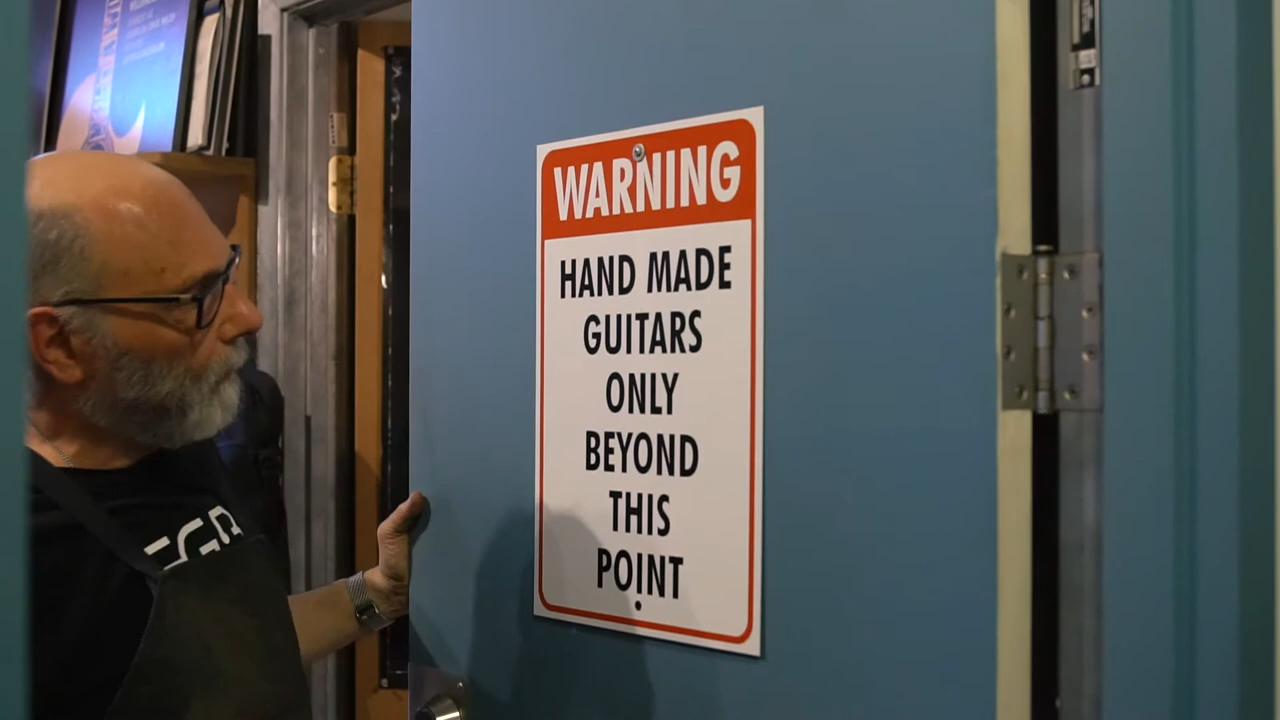 WARNING
HAND MADE
GUITARS
ONLY
BEYOND
THIS
POINT